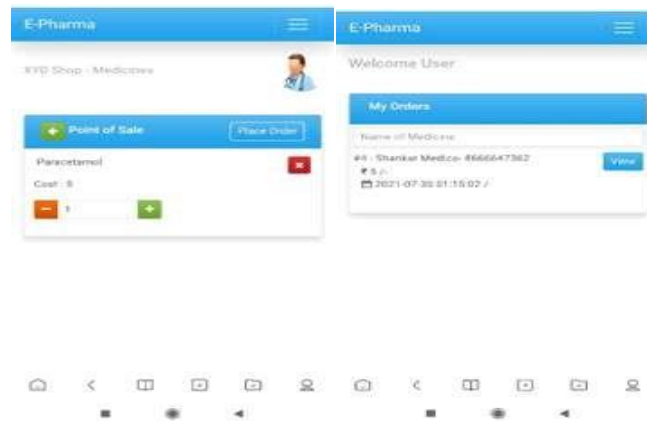 E-Pharma
XYD Shop - Medicines
Point of Sale
Place Order
Paracetamol
Cost : 5
1
E-Pharma
Welcome User
My Orders
Name of Medicine
#4 - Shankar Medico- 8666647362
₹ 5 /-
2021-07-30 01:15:02 /
View